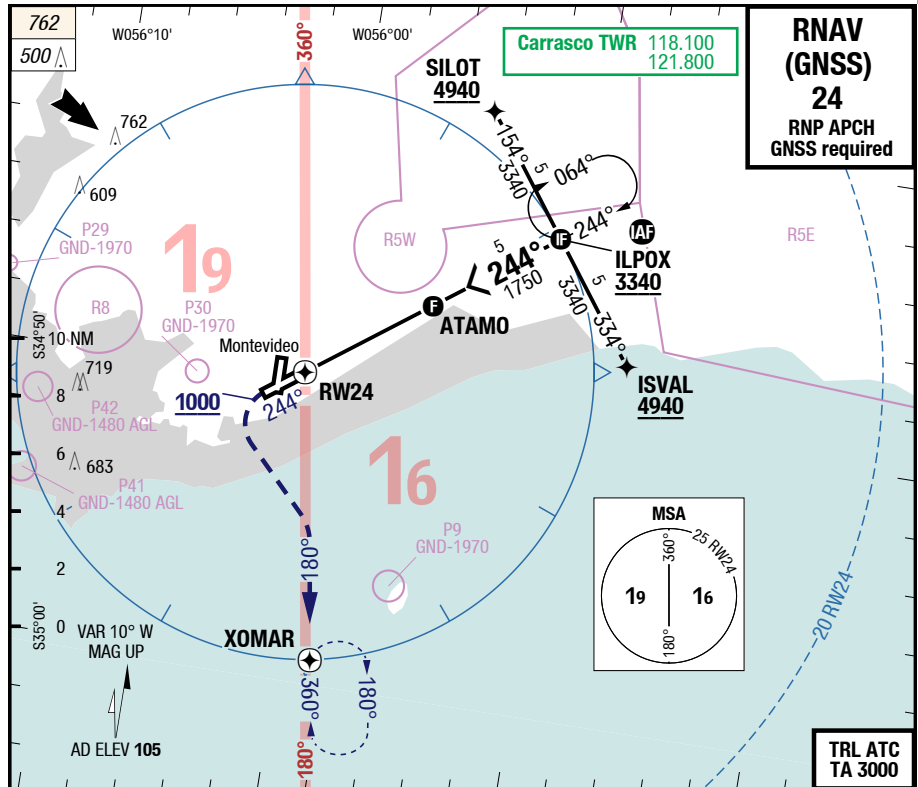 762
500
W056°10'
360°
W056°00'
Carrasco TWR 118.100
121.800
RNAV
(GNSS)
24
RNP APCH
GNSS required
SILOT
4940
762
154°
5
3340
064°
609
P29
GND-1970
19
R5W
244°
IF
IAF
ILPOX
3340
R5E
5
244°
1750
R8
P30
GND-1970
5
3340
334°
F
ATAMO
S34°50'
10 NM
Montevideo
RW24
719
8
1000
244°
ISVAL
4940
P42
GND-1480 AGL
6
683
16
P41
GND-1480 AGL
4
MSA
360°
25 RW24
19
16
180°
P9
GND-1970
180°
2
20 RW24
S35°00'
0
VAR 10° W
MAG UP
XOMAR
360°
180°
AD ELEV 105
180°
TRL ATC
TA 3000